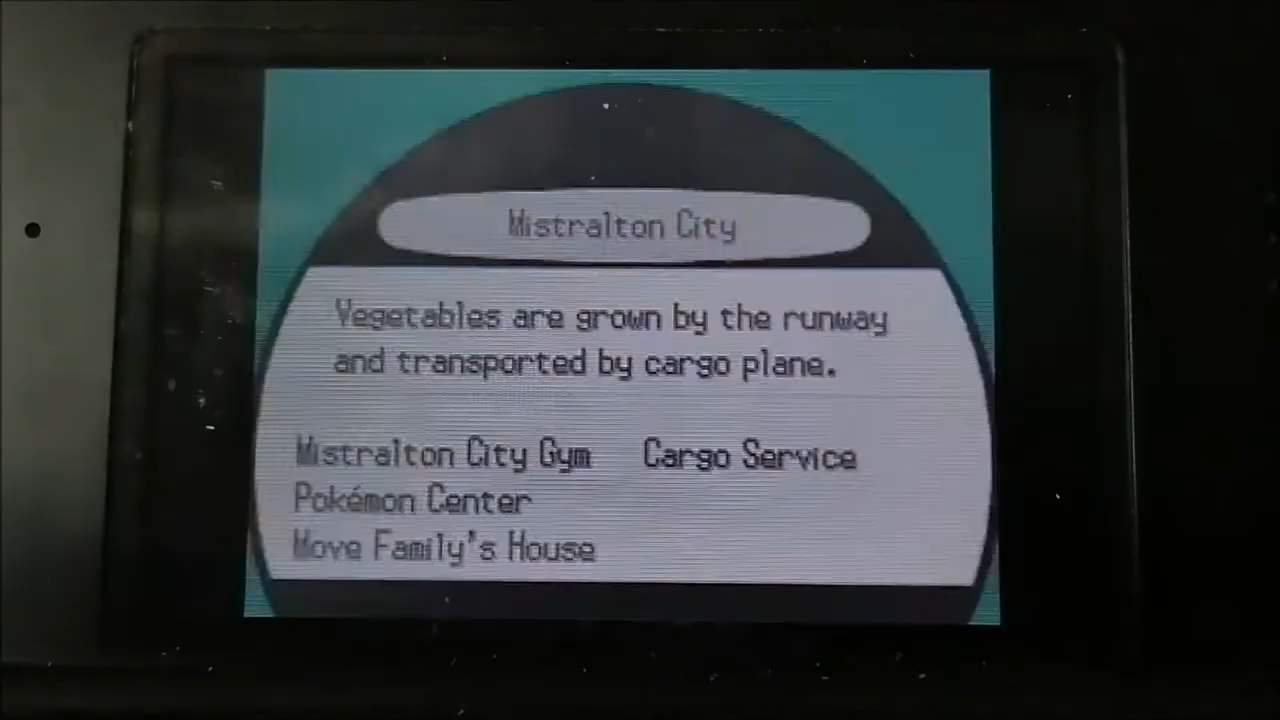 Mistralton City
Vegetables are grown by the runway
and transported by cargo plane.
Mistralton City Gym Cargo Service
Pokémon Center
Move Family's House